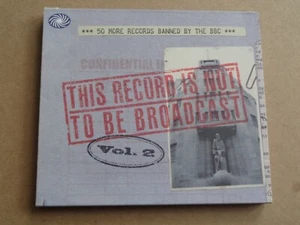 *** 50 MORE RECORDS BANNED BY THE BBC ***
CONFIDENTIAL
THIS RECORD IS NOT
TO BE BROADCAST
Vol. 2